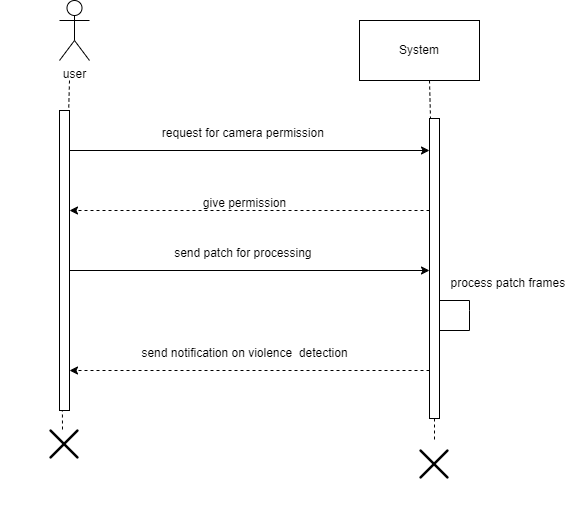 user
System
request for camera permission
give permission
send patch for processing
process patch frames
send notification on violence  detection